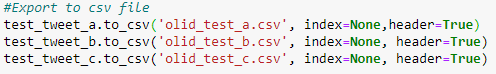 #Export to csv file
test_tweet_a.to_csv('olid_test_a.csv', index=None,header=True)
test_tweet_b.to_csv('olid_test_b.csv', index=None, header=True)
test_tweet_c.to_csv('olid_test_c.csv', index=None, header=True)